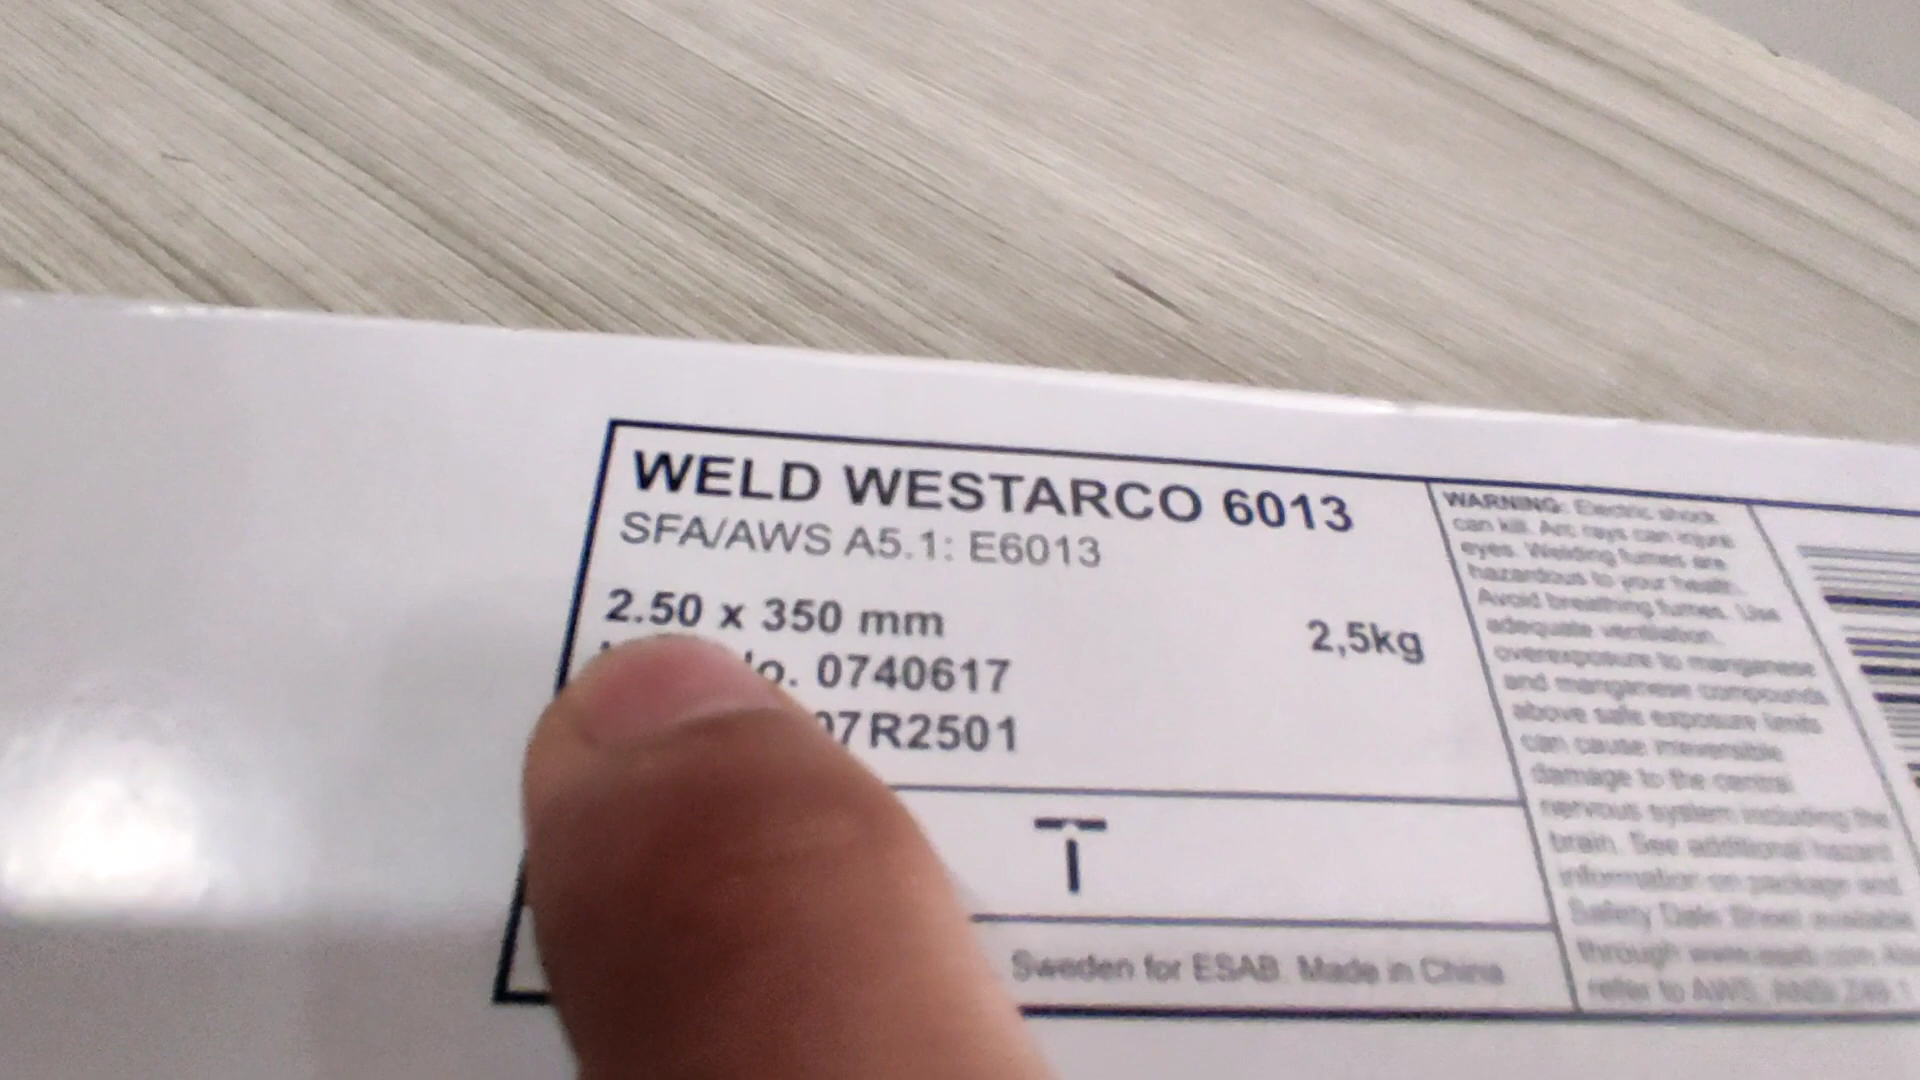 WELD WESTARCO 6013
SFA/AWS A5.1: E6013
2.50 x 350 mm
2,5kg
0740617
07R2501
T
Sweden for ESAB. Made in China
WARNING: Electric shock
can kill. Arc rays can injure
eyes. Welding fumes are
hazardous to your health.
Avoid breathing fumes. Use
adequate ventilation.
overexposure to manganese
and manganese compounds
above safe exposure limits
can cause irreversible
damage to the central
nervous system including the
brain. See additional hazard
information on package and
Safety Data Sheet available
through
refer to AWS